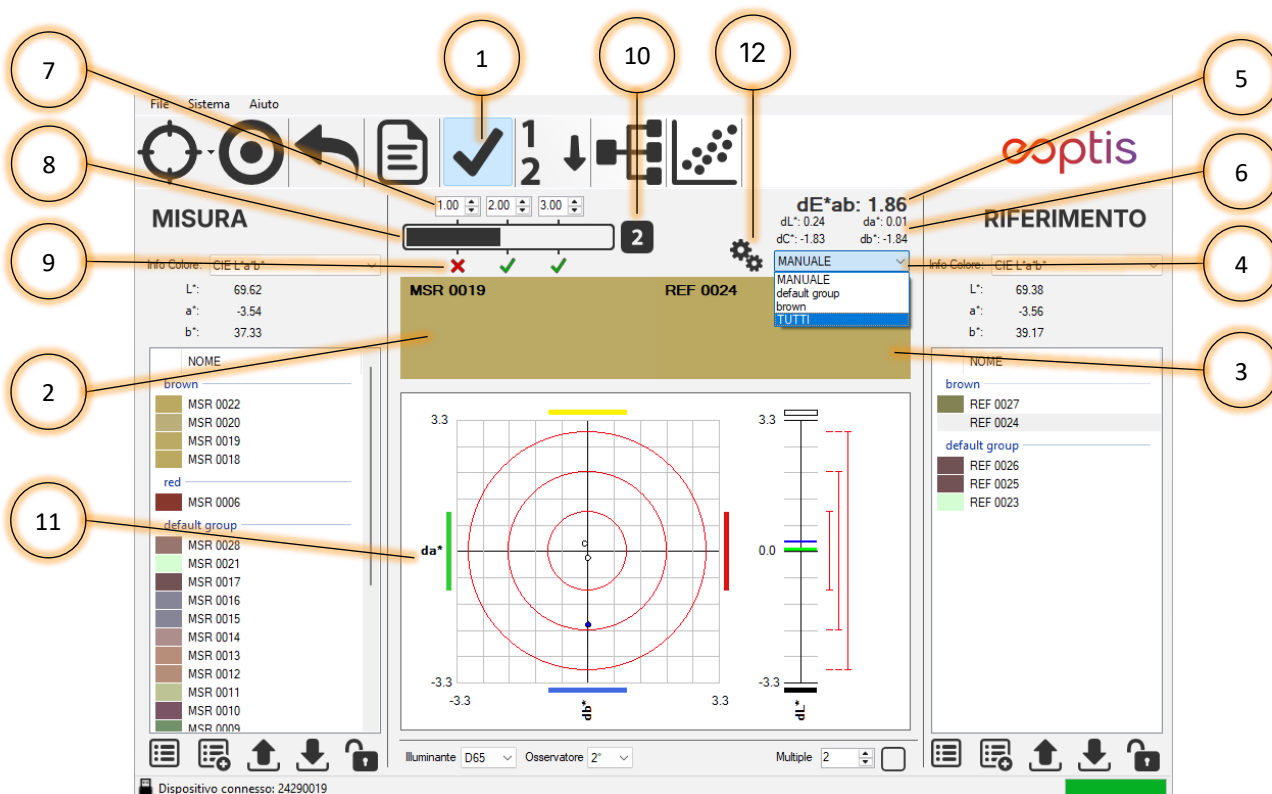 7
1
10
12
5
8
6
9
4
2
3
11
File Sistema Aiuto
1
2
eoptis
MISURA
1.00 2.00 3.00
2
dE*ab: 1.86
dL*: 0.24 da*: 0.01
dC*: -1.83 db*: -1.84
RIFERIMENTO
Info Colore: CIE L*a*b*
L*: 69.62
a*: -3.54
b*: 37.33
NOME
brown
MSR 0022
MSR 0020
MSR 0019
MSR 0018
red
MSR 0006
default group
MSR 0028
MSR 0021
MSR 0017
MSR 0016
MSR 0015
MSR 0014
MSR 0013
MSR 0012
MSR 0011
MSR 0010
MSR 0009
MANUALE
MANUALE
default group
brown
TUTTI
MSR 0019 REF 0024
3.3
da*
-3.3
-3.3
db*
3.3
3.3
0.0
-3.3
dL*
Illuminante D65 Osservatore 2° Multiple 2
Info Colore: CIE L*a*b*
L*: 69.38
a*: -3.56
b*: 39.17
NOME
brown
REF 0027
REF 0024
default group
REF 0026
REF 0025
REF 0023
Dispositivo connesso: 24290019